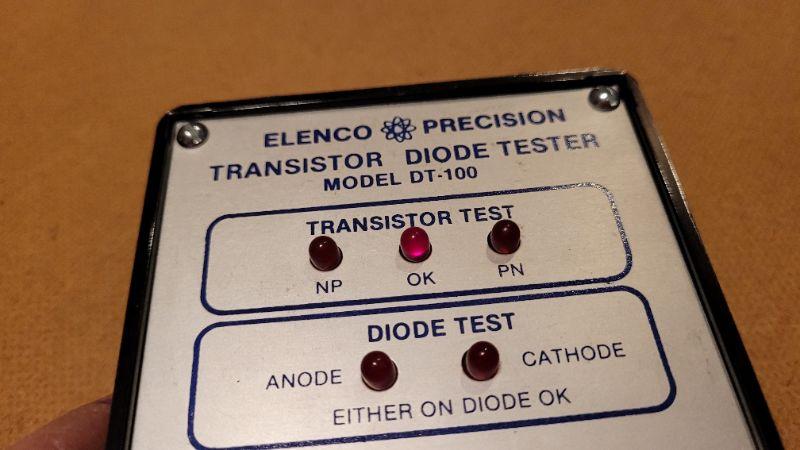 ELENCO PRECISION
TRANSISTOR DIODE TESTER
MODEL DT-100
TRANSISTOR TEST
NP OK PN
DIODE TEST
ANODE CATHODE
EITHER ON DIODE OK